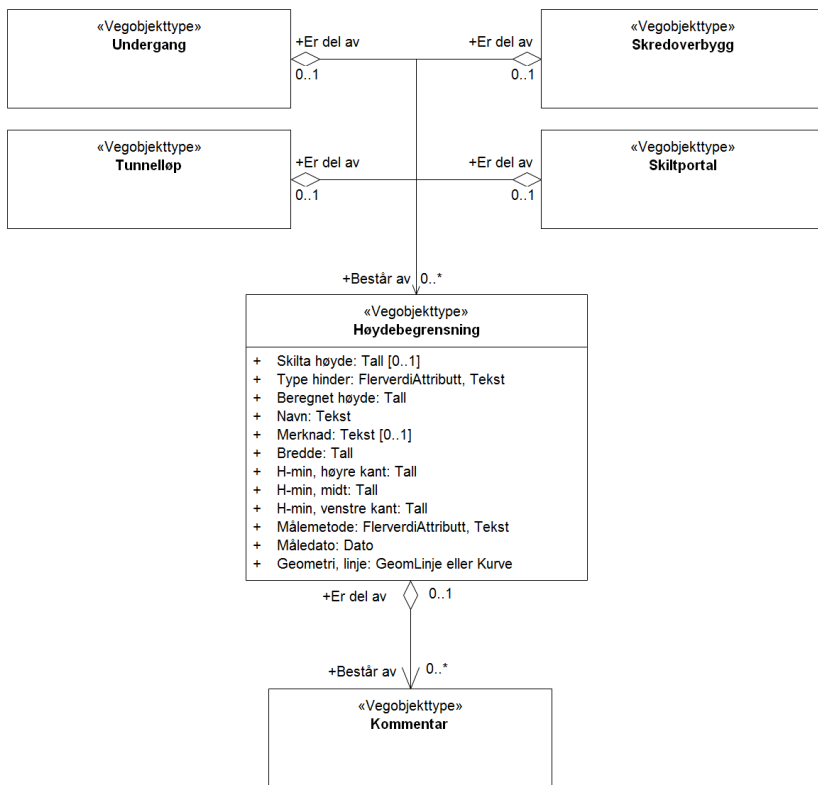 «Vegobjekttype»
Undergang
+Er del av
0..1
+Er del av
0..1
«Vegobjekttype»
Skredoverbygg
«Vegobjekttype»
Tunnelløp
+Er del av
0..1
+Er del av
0..1
«Vegobjekttype»
Skiltportal
+Består av 0..*
«Vegobjekttype»
Høydebegrensning
+ Skilta høyde: Tall [0..1]
+ Type hinder: FlerverdiAttributt, Tekst
+ Beregnet høyde: Tall
+ Navn: Tekst
+ Merknad: Tekst [0..1]
+ Bredde: Tall
+ H-min, høyre kant: Tall
+ H-min, midt: Tall
+ H-min, venstre kant: Tall
+ Målemetode: FlerverdiAttributt, Tekst
+ Måledato: Dato
+ Geometri, linje: GeomLinje eller Kurve
+Er del av 0..1
+Består av 0..*
«Vegobjekttype»
Kommentar